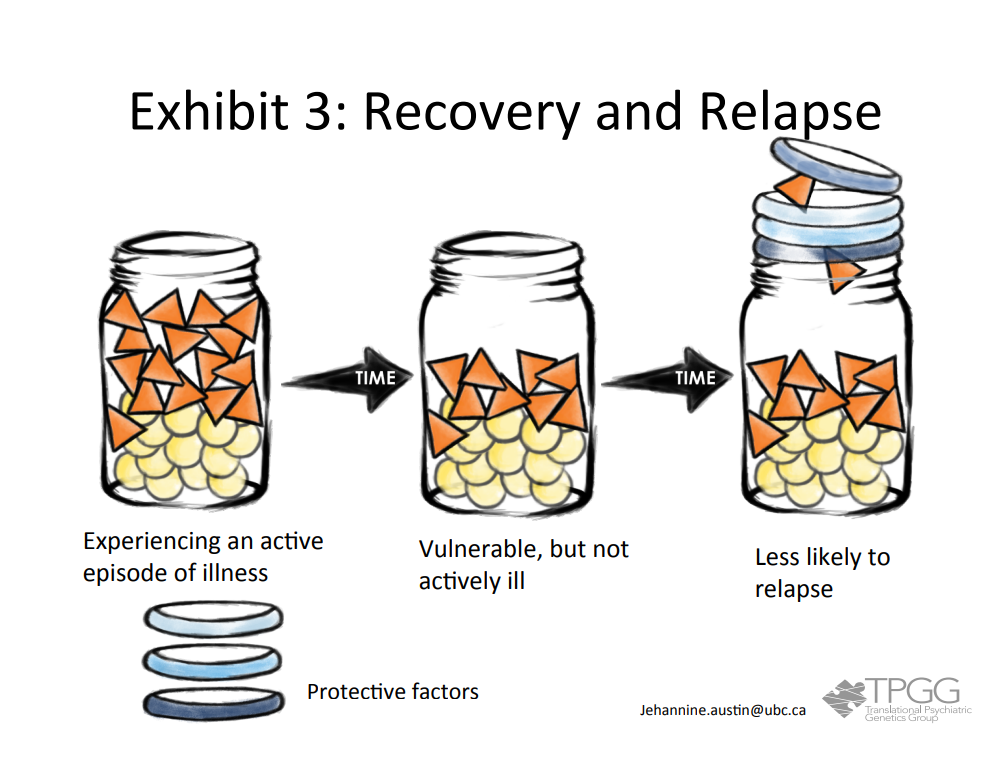 Exhibit 3: Recovery and Relapse
TIME
TIME
Experiencing an active
episode of illness
Vulnerable, but not
actively ill
Less likely to
relapse
Protective factors
Jehannine.austin@ubc.ca
TPGG
Translational Psychiatric
Genetics Group